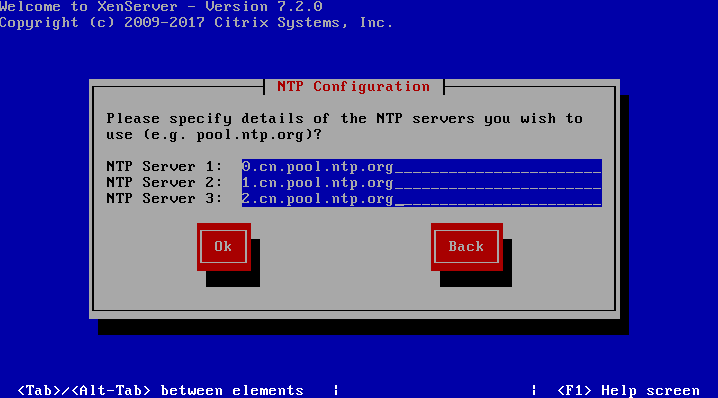 Welcome to XenServer - Version 7.2.0
Copyright (c) 2009-2017 Citrix Systems, Inc.
NTP Configuration
Please specify details of the NTP servers you wish to
use (e.g. pool.ntp.org)?
NTP Server 1: 0.cn.pool.ntp.org________________________
NTP Server 2: 1.cn.pool.ntp.org________________________
NTP Server 3: 2.cn.pool.ntp.org________________________
Ok Back
<Tab>/<Alt-Tab> between elements | | <F1> Help screen